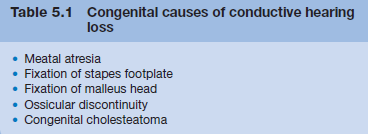 Table 5.1 Congenital causes of conductive hearing
loss
• Meatal atresia
• Fixation of stapes footplate
• Fixation of malleus head
• Ossicular discontinuity
• Congenital cholesteatoma